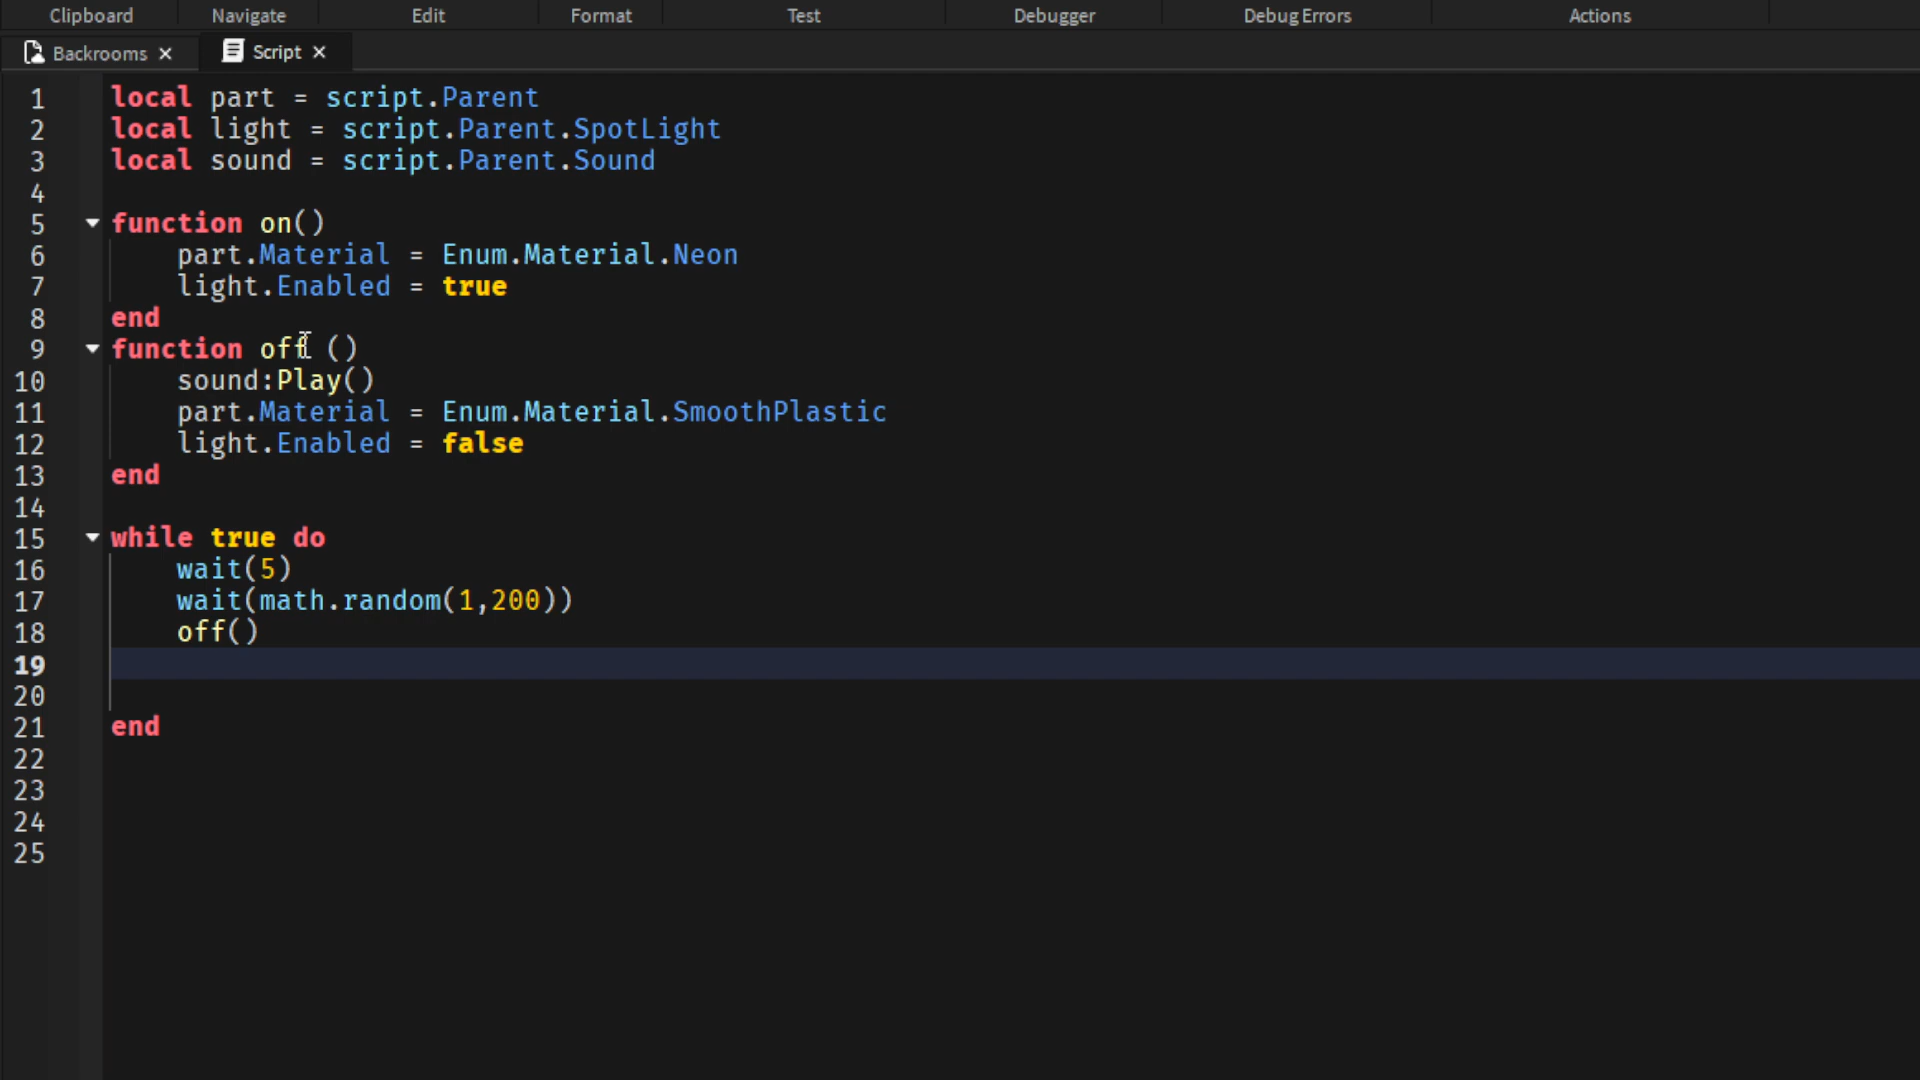 Clipboard Navigate Edit Format Test Debugger Debug Errors Actions
Backrooms × Script ×
1 local part = script.Parent
2 local light = script.Parent.SpotLight
3 local sound = script.Parent.Sound
4
5 function on()
6 part.Material = Enum.Material.Neon
7 light.Enabled = true
8 end
9 function off ()
10 sound:Play()
11 part.Material = Enum.Material.SmoothPlastic
12 light.Enabled = false
13 end
14
15 while true do
16 wait(5)
17 wait(math.random(1,200))
18 off()
19
20
21 end
22
23
24
25